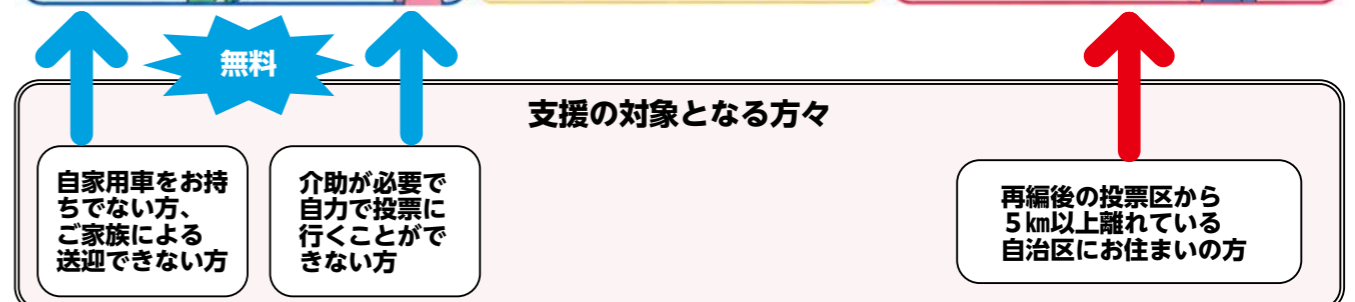 無料
支援の対象となる方々
自家用車をお持
ちでない方、
ご家族による
送迎できない方
介助が必要で
自力で投票に
行くことがで
きない方
再編後の投票区から
５㎞以上離れている
自治区にお住まいの方